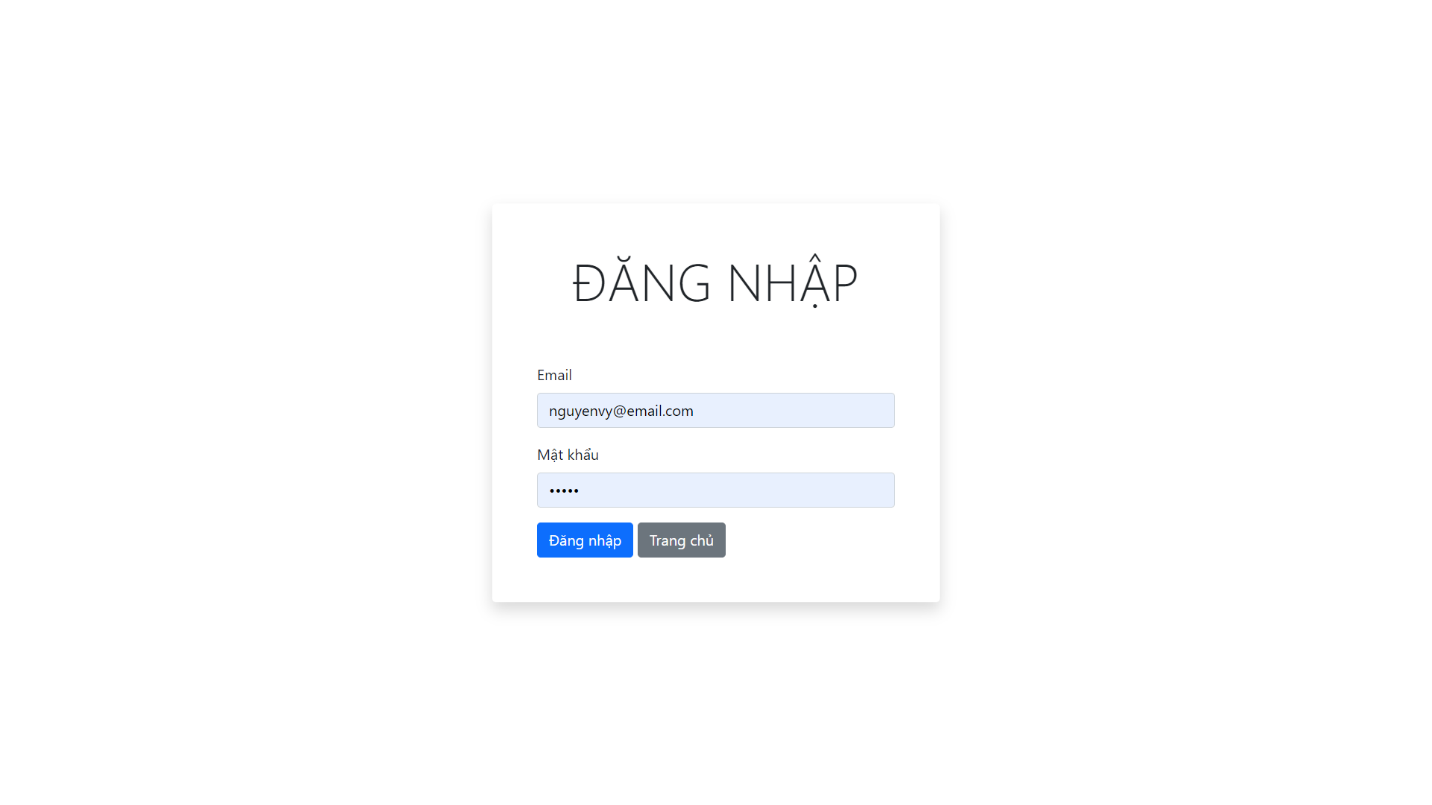 ĐĂNG NHẬP
Email
nguyenvy@email.com
Mật khẩu
•••••
Đăng nhập Trang chủ